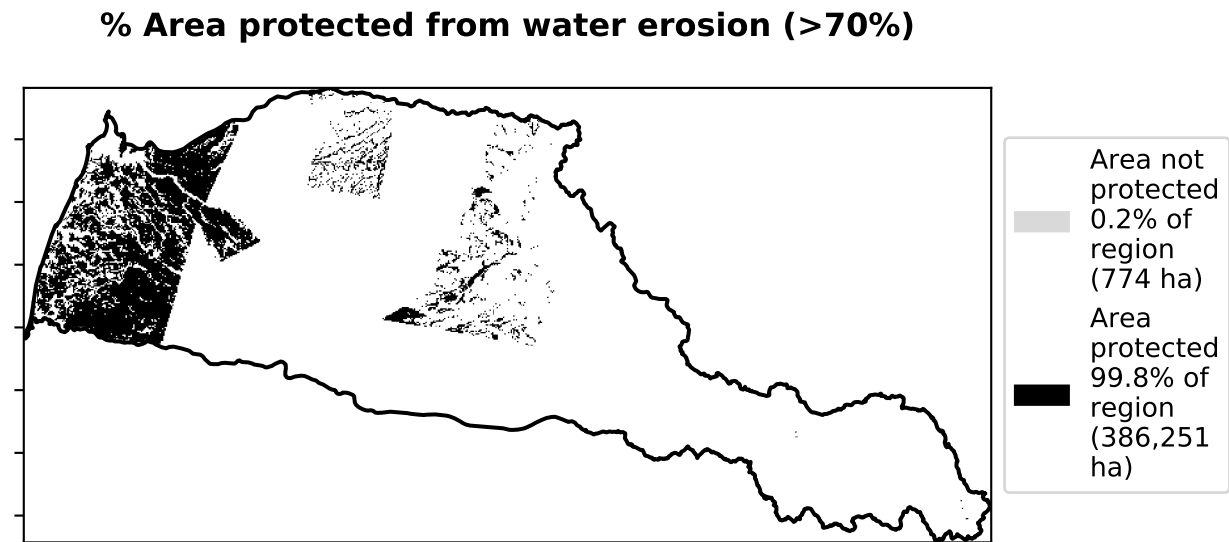 % Area protected from water erosion (>70%)
Area not
protected
0.2% of
region
(774 ha)
Area
protected
99.8% of
region
(386,251
ha)